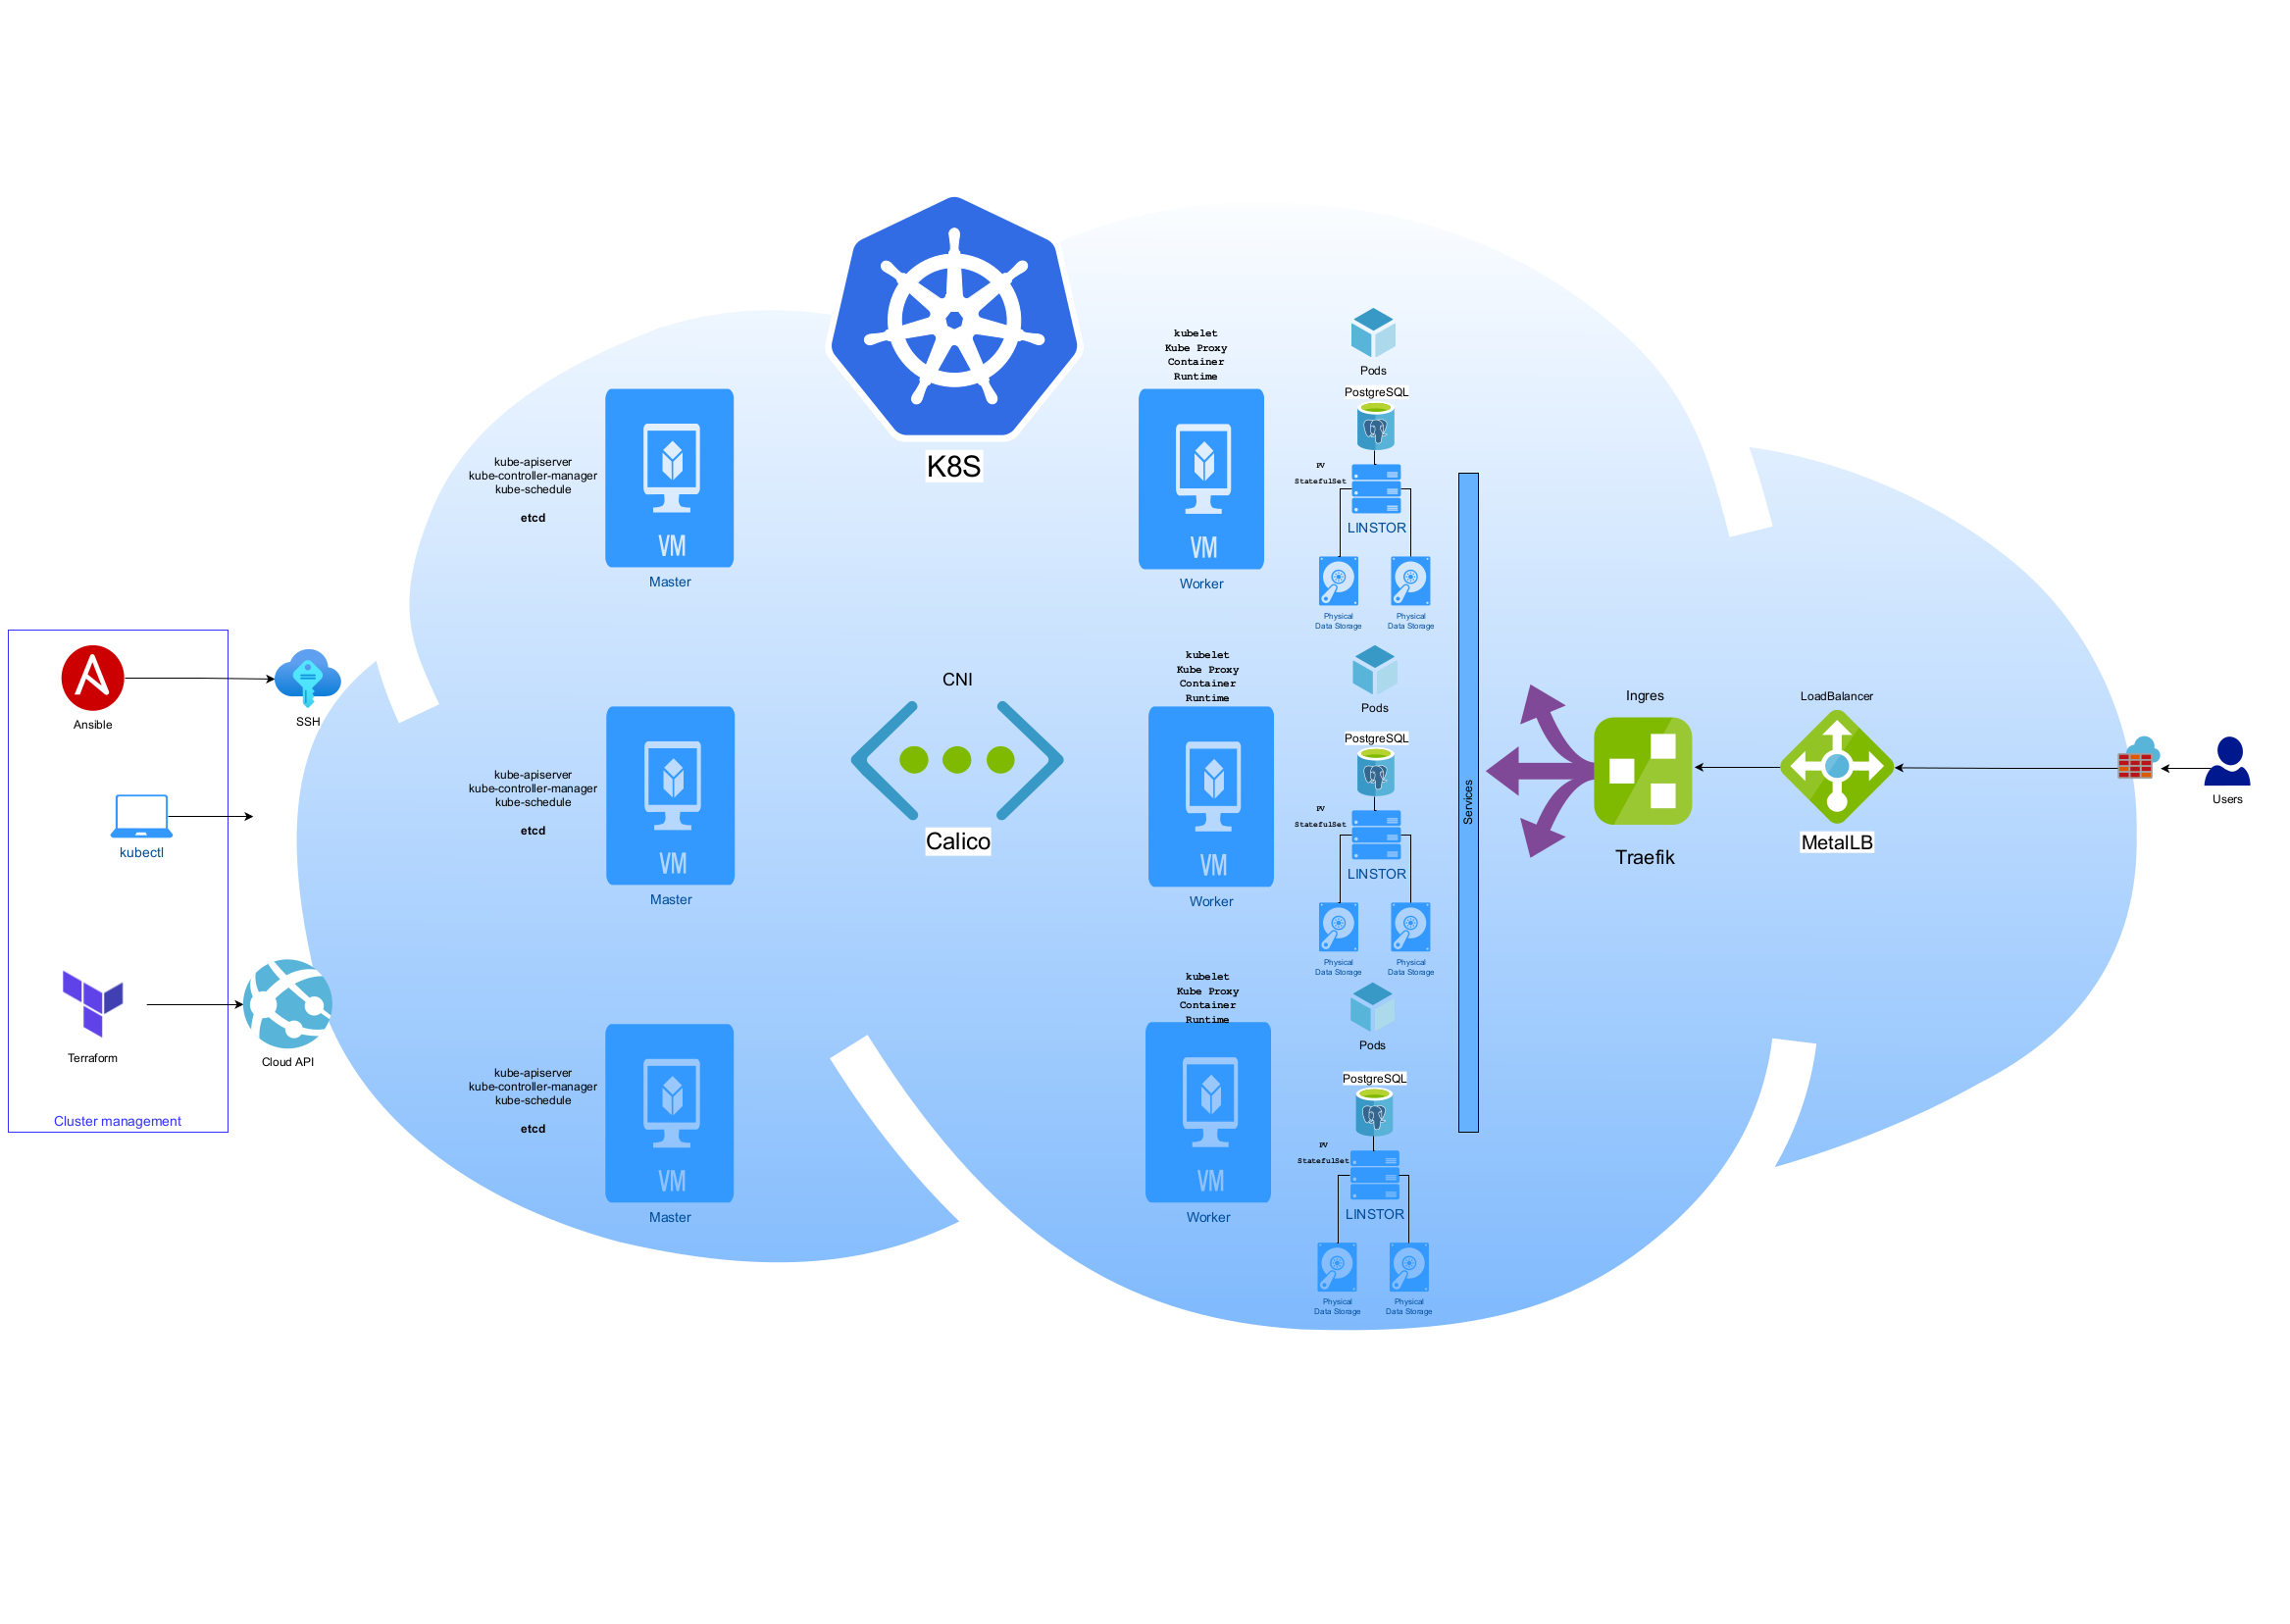 K8S
kube-apiserver
kube-controller-manager
kube-schedule
etcd
VM
Master
kube-apiserver
kube-controller-manager
kube-schedule
etcd
VM
Master
kube-apiserver
kube-controller-manager
kube-schedule
etcd
VM
Master
Ansible
SSH
kubectl
Terraform
Cloud API
Cluster management
CNI
Calico
kubelet
Kube Proxy
Container
Runtime
VM
Worker
Pods
PostgreSQL
PV
StatefulSet
LINSTOR
Physical
Data Storage
Physical
Data Storage
kubelet
Kube Proxy
Container
Runtime
VM
Worker
Pods
PostgreSQL
PV
StatefulSet
LINSTOR
Physical
Data Storage
Physical
Data Storage
kubelet
Kube Proxy
Container
Runtime
VM
Worker
Pods
PostgreSQL
PV
StatefulSet
LINSTOR
Physical
Data Storage
Physical
Data Storage
Services
Ingres
Traefik
LoadBalancer
MetalLB
Users